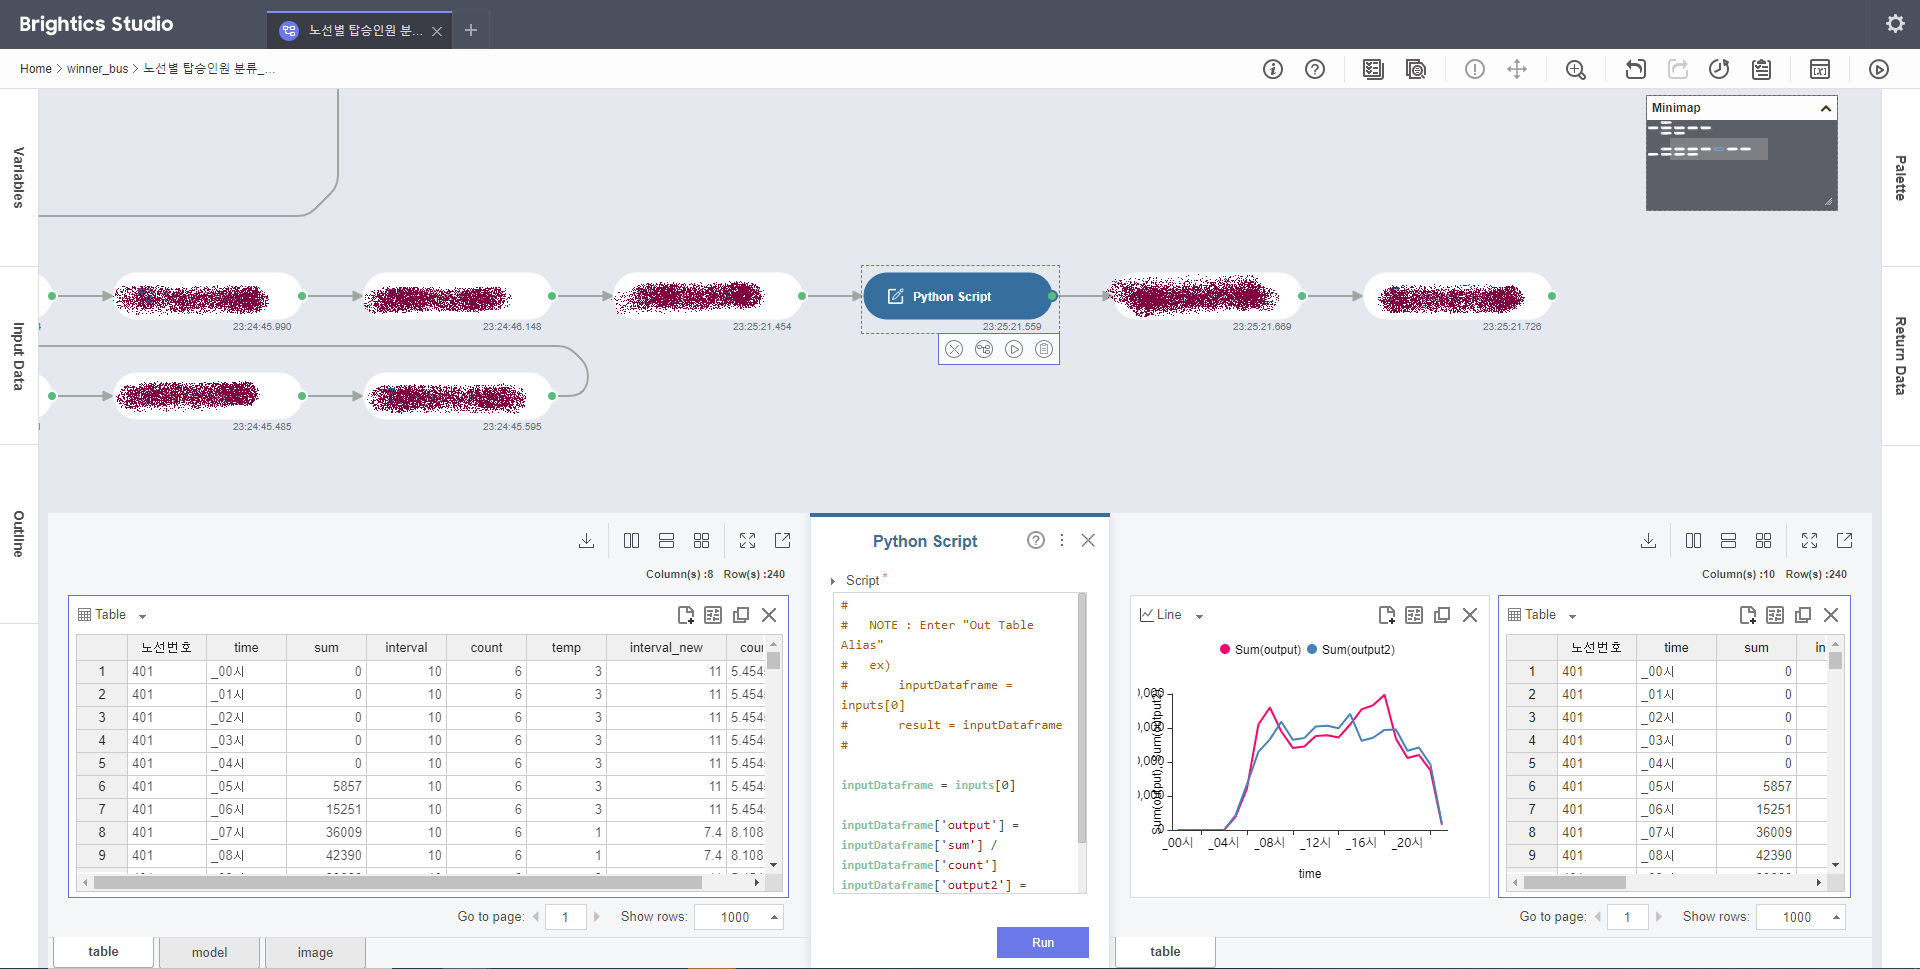 Brightics Studio
노선별 탑승인원 분...
Home > winner_bus > 노선별 탑승인원 분류_...
Variables
Input Data
Outline
Palette
Return Data
Minimap
Python Script
23:24:45.990
23:24:46.148
23:25:21.454
23:25:21.559
23:25:21.669
23:25:21.726
23:24:45.485
23:24:45.595
Column(s) :8 Row(s) :240
Table
노선번호 time sum interval count temp interval_new cou
1 401 _00시 0 10 6 3 11 5.454
2 401 _01시 0 10 6 3 11 5.454
3 401 _02시 0 10 6 3 11 5.454
4 401 _03시 0 10 6 3 11 5.454
5 401 _04시 0 10 6 3 11 5.454
6 401 _05시 5857 10 6 3 11 5.454
7 401 _06시 15251 10 6 3 11 5.454
8 401 _07시 36009 10 6 1 7.4 8.108
9 401 _08시 42390 10 6 1 7.4 8.108
Go to page: 1 Show rows: 1000
table model image
Python Script
Script *
#
# NOTE : Enter "Out Table
Alias"
# ex)
# inputDataframe =
inputs[0]
# result = inputDataframe
#
inputDataframe = inputs[0]
inputDataframe['output'] =
inputDataframe['sum'] /
inputDataframe['count']
inputDataframe['output2'] =
Run
Column(s) :10 Row(s) :240
Line
Sum(output) Sum(output2)
Sum(output), Sum(output2)
0,000
0,000
0,000
0,000
0
_00시 _04시 _08시 _12시 _16시 _20시
time
Table
노선번호 time sum in
1 401 _00시 0
2 401 _01시 0
3 401 _02시 0
4 401 _03시 0
5 401 _04시 0
6 401 _05시 5857
7 401 _06시 15251
8 401 _07시 36009
9 401 _08시 42390
Go to page: 1 Show rows: 1000
table